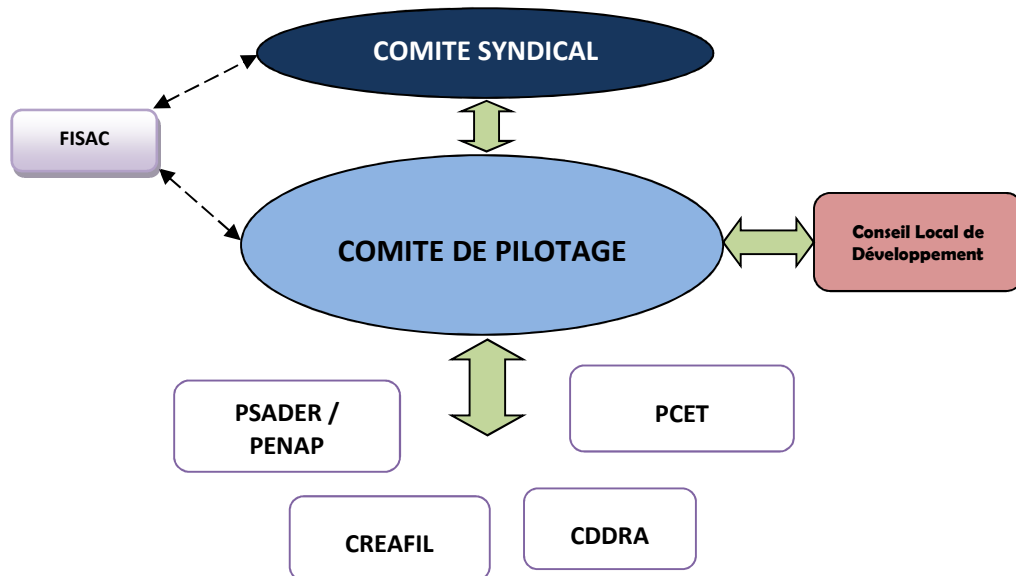 COMITE SYNDICAL
FISAC
COMITE DE PILOTAGE
Conseil Local de
Développement
PSADER /
PENAP
PCET
CREAFIL
CDDRA